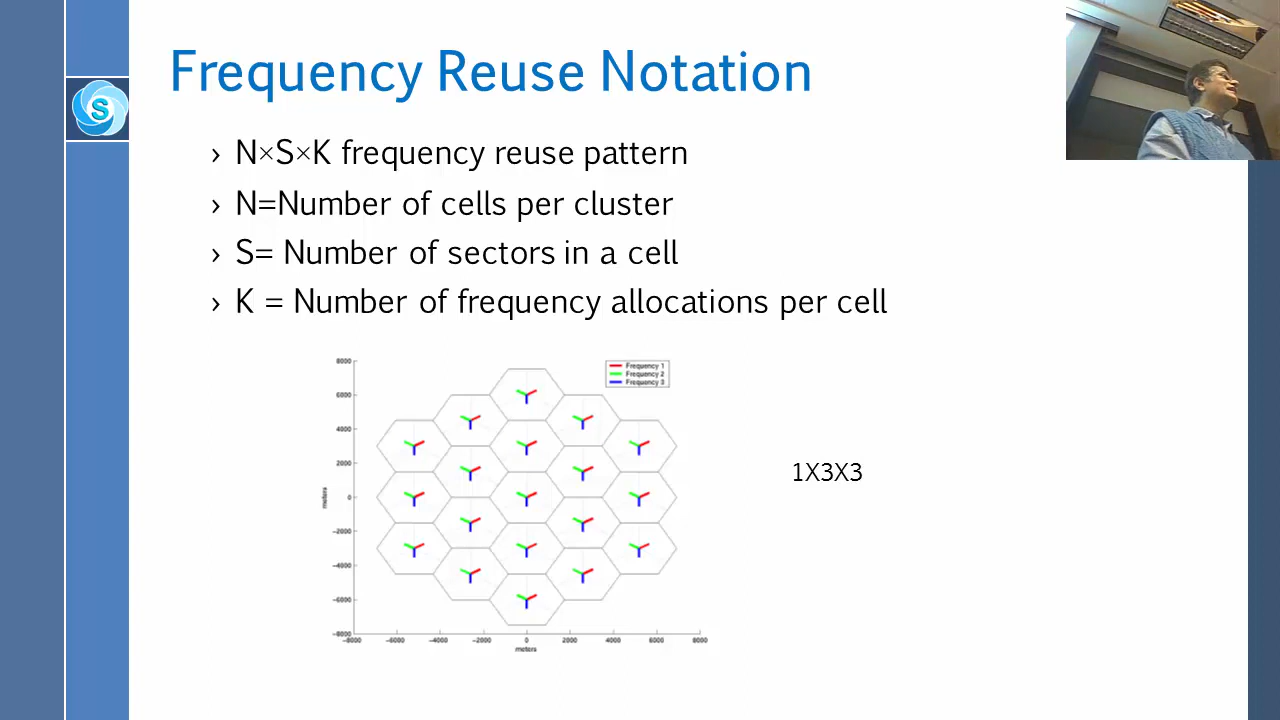 Frequency Reuse Notation
S
› N×S×K frequency reuse pattern
› N=Number of cells per cluster
› S= Number of sectors in a cell
› K = Number of frequency allocations per cell
8000
6000
4000
2000
0
-2000
-4000
-6000
-8000
meters
Frequency 1
Frequency 2
Frequency 3
1X3X3
-8000 -6000 -4000 -2000 0 2000 4000 6000 8000
meters